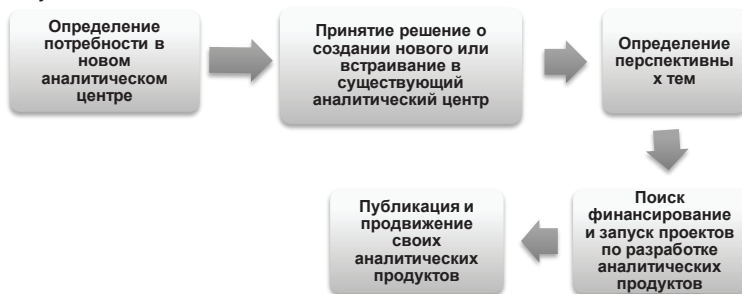 Определение
потребности в
новом
аналитическом
центре
Принятие решение о
создании нового или
встраивание в
существующий
аналитический центр
Определение
перспективны
х тем
Поиск
финансирование
и запуск проектов
по разработке
аналитических
продуктов
Публикация и
продвижение
своих
аналитических
продуктов